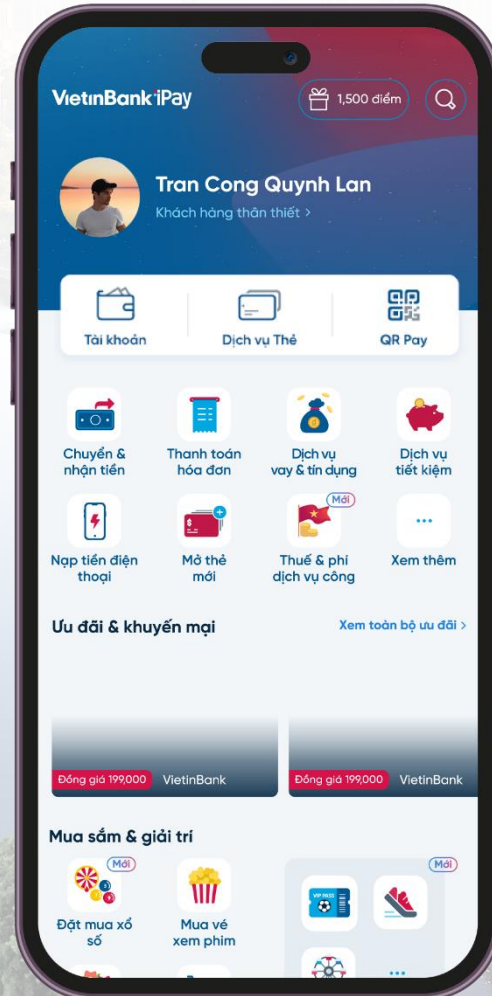 VietinBank iPay
1,500 điểm
Tran Cong Quynh Lan
Khách hàng thân thiết >
Tài khoản
Dịch vụ Thẻ
QR Pay
Chuyển &
nhận tiền
Thanh toán
hóa đơn
Dịch vụ
vay & tín dụng
Dịch vụ
tiết kiệm
Mới
Nạp tiền điện
thoại
Mở thẻ
mới
Thuế & phí
dịch vụ công
Xem thêm
Ưu đãi & khuyến mại
Xem toàn bộ ưu đãi >
Đồng giá 199,000 VietinBank
Đồng giá 199,000 VietinBank
Mua sắm & giải trí
Mới
Đặt mua xổ
số
Mua vé
xem phim
Mới
VIP PASS